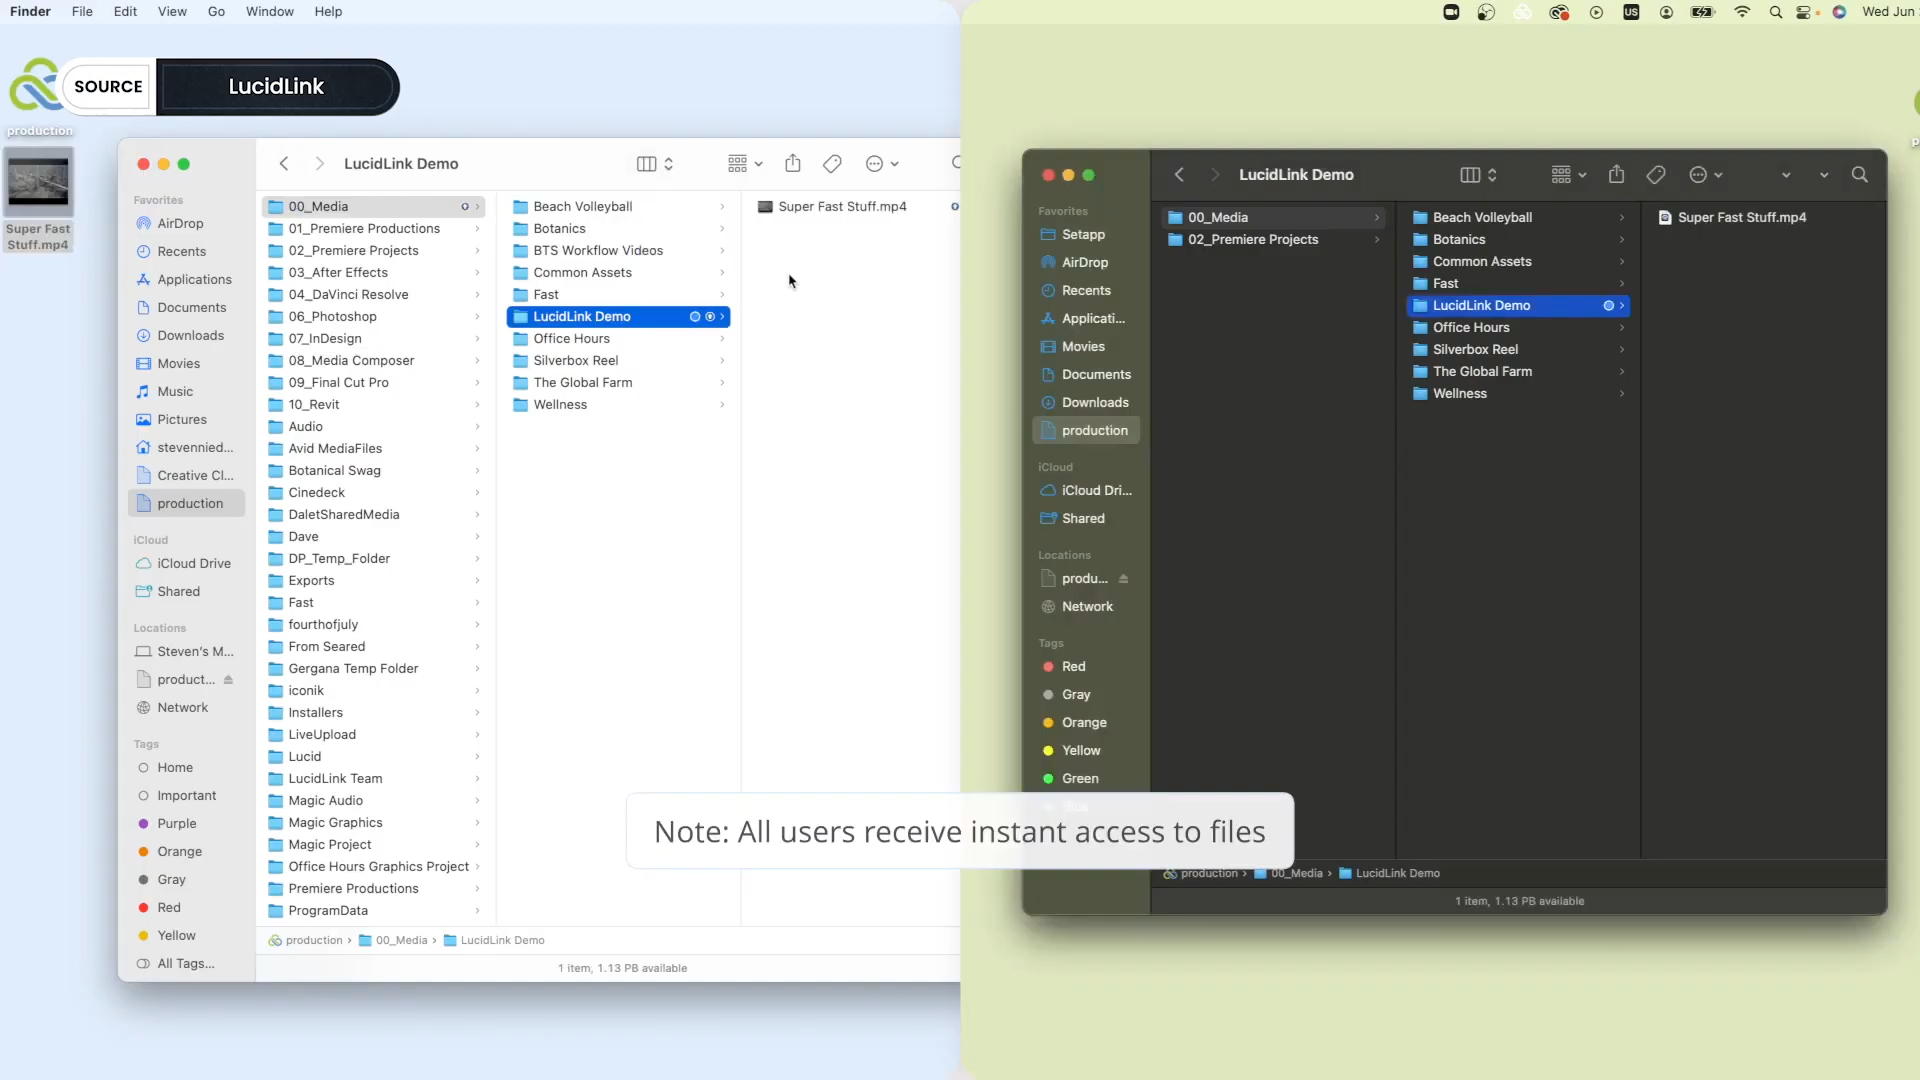 Finder File Edit View Go Window Help
US Wed Jun
SOURCE LucidLink
production
Super Fast
Stuff.mp4
LucidLink Demo
Favorites
AirDrop
Recents
Applications
Documents
Downloads
Movies
Music
Pictures
stevennied...
Creative Cl...
production
iCloud
iCloud Drive
Shared
Locations
Steven's M...
product...
Network
Tags
Home
Important
Purple
Orange
Gray
Red
Yellow
All Tags...
00_Media
01_Premiere Productions
02_Premiere Projects
03_After Effects
04_DaVinci Resolve
06_Photoshop
07_InDesign
08_Media Composer
09_Final Cut Pro
10_Revit
Audio
Avid MediaFiles
Botanical Swag
Cinedeck
DaletSharedMedia
Dave
DP_Temp_Folder
Exports
Fast
fourthofjuly
From Seared
Gergana Temp Folder
iconik
Installers
LiveUpload
Lucid
LucidLink Team
Magic Audio
Magic Graphics
Magic Project
Office Hours Graphics Project
Premiere Productions
ProgramData
Beach Volleyball
Botanics
BTS Workflow Videos
Common Assets
Fast
LucidLink Demo
Office Hours
Silverbox Reel
The Global Farm
Wellness
Super Fast Stuff.mp4
production › 00_Media › LucidLink Demo
1 item, 1.13 PB available
LucidLink Demo
Favorites
Setapp
AirDrop
Recents
Applicati...
Movies
Documents
Downloads
production
iCloud
iCloud Dri...
Shared
Locations
produ...
Network
Tags
Red
Gray
Orange
Yellow
Green
Blue
00_Media
02_Premiere Projects
Beach Volleyball
Botanics
Common Assets
Fast
LucidLink Demo
Office Hours
Silverbox Reel
The Global Farm
Wellness
Super Fast Stuff.mp4
production › 00_Media › LucidLink Demo
1 item, 1.13 PB available
Note: All users receive instant access to files